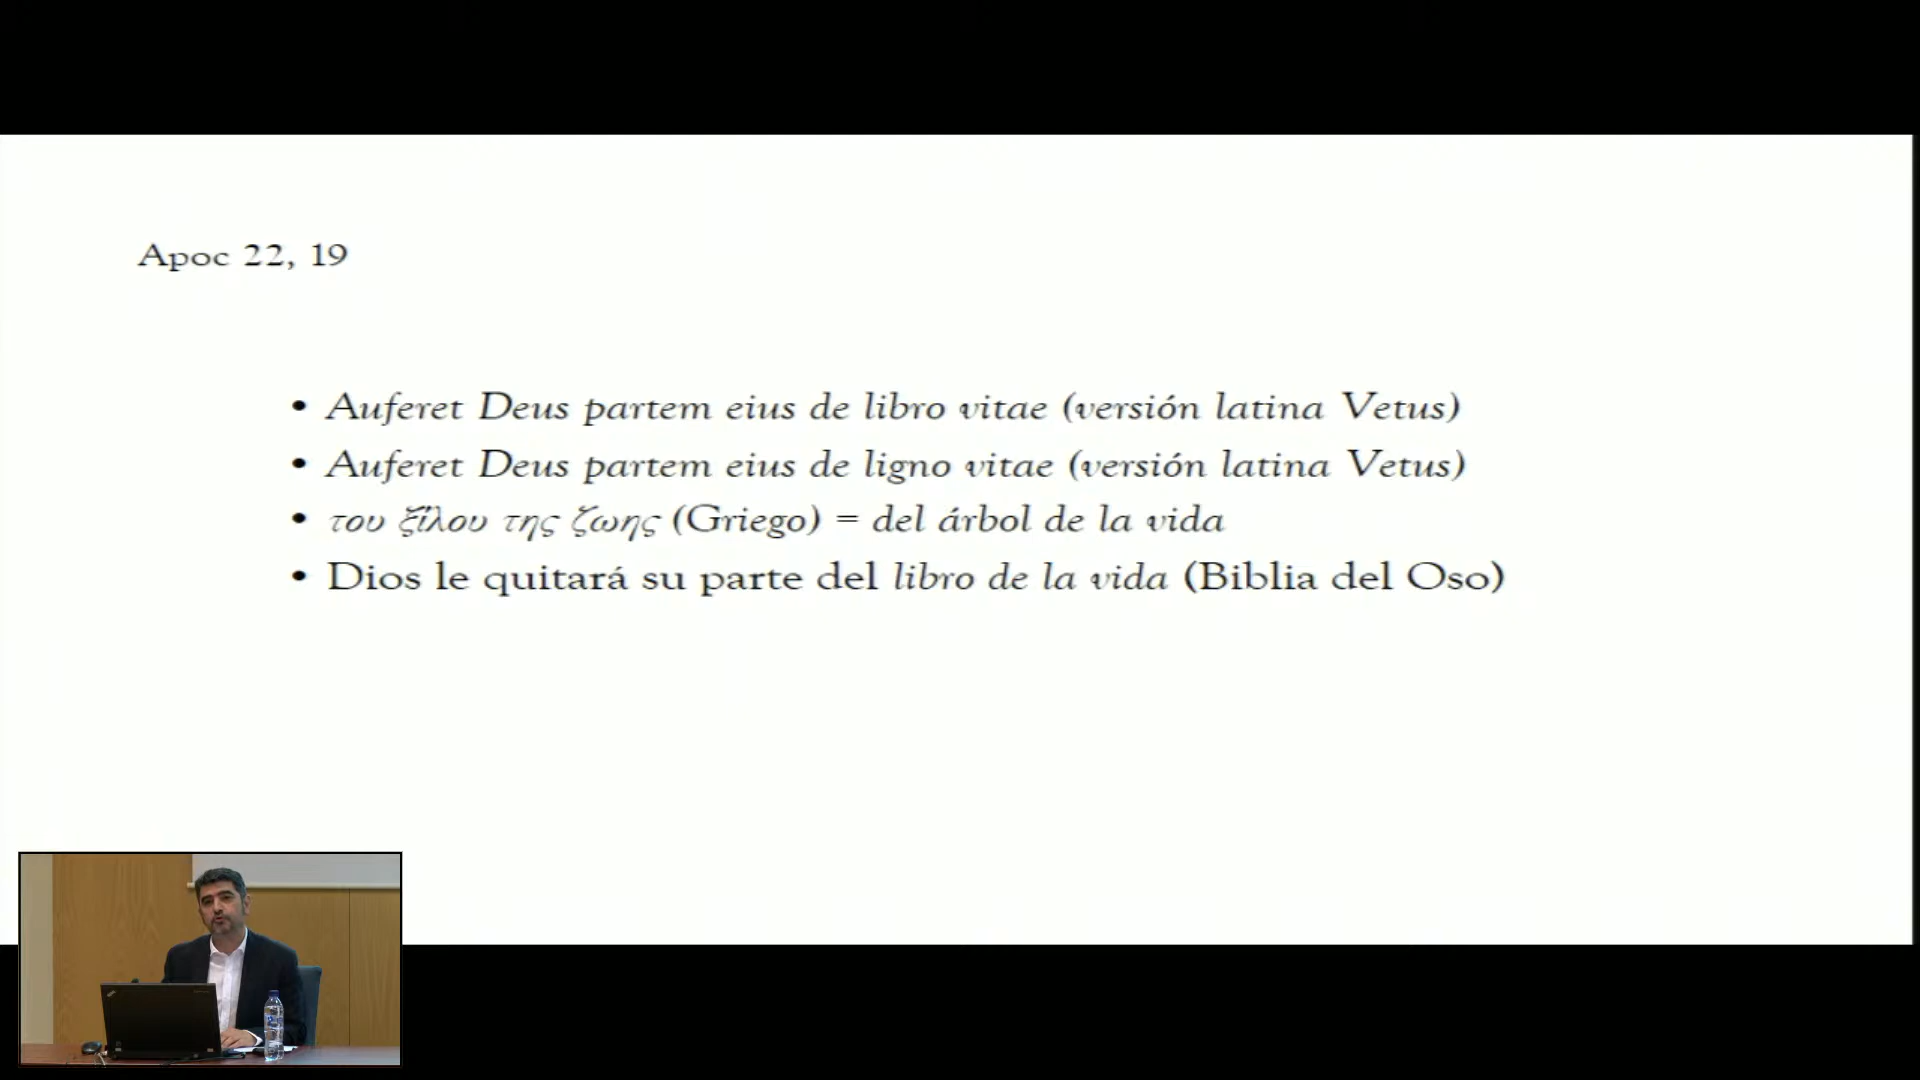 Apoc 22, 19
• Auferet Deus partem eius de libro vitae (versión latina Vetus)
• Auferet Deus partem eius de ligno vitae (versión latina Vetus)
• του ξίλου της ζωης (Griego) = del árbol de la vida
• Dios le quitará su parte del libro de la vida (Biblia del Oso)